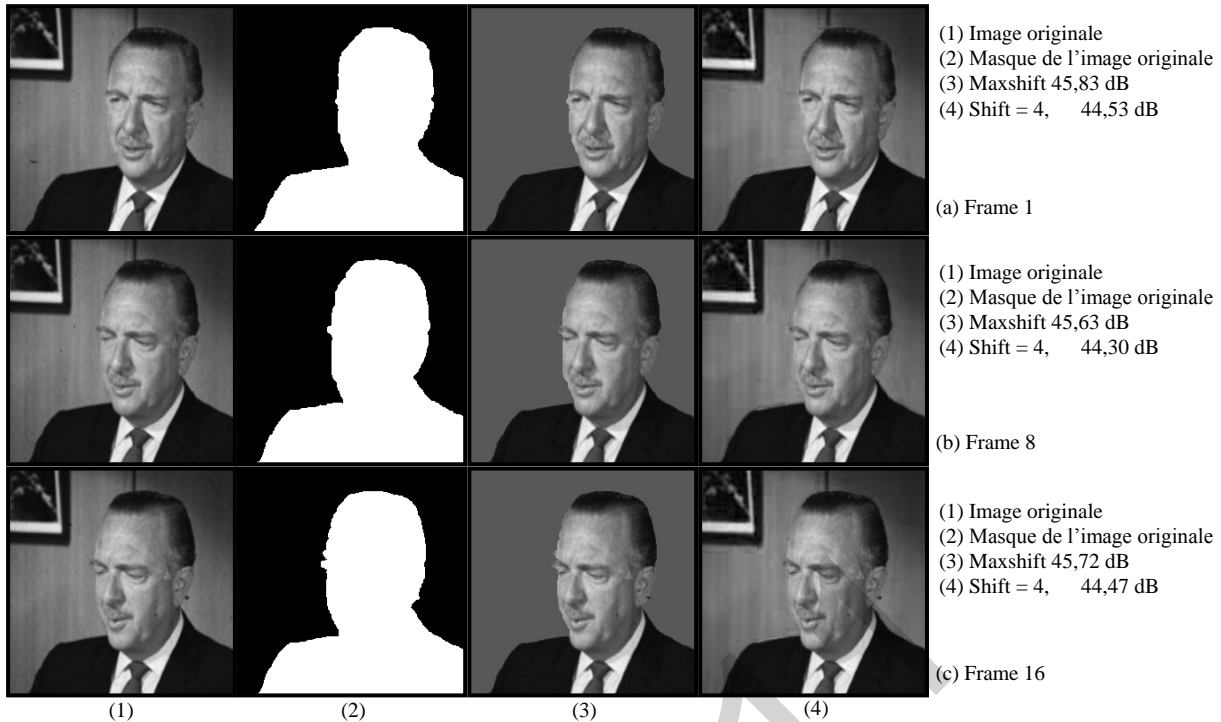 (1) Image originale
(2) Masque de l’image originale
(3) Maxshift 45,83 dB
(4) Shift = 4, 44,53 dB
(a) Frame 1
(1) Image originale
(2) Masque de l’image originale
(3) Maxshift 45,63 dB
(4) Shift = 4, 44,30 dB
(b) Frame 8
(1) Image originale
(2) Masque de l’image originale
(3) Maxshift 45,72 dB
(4) Shift = 4, 44,47 dB
(c) Frame 16
(1) (2) (3) (4)